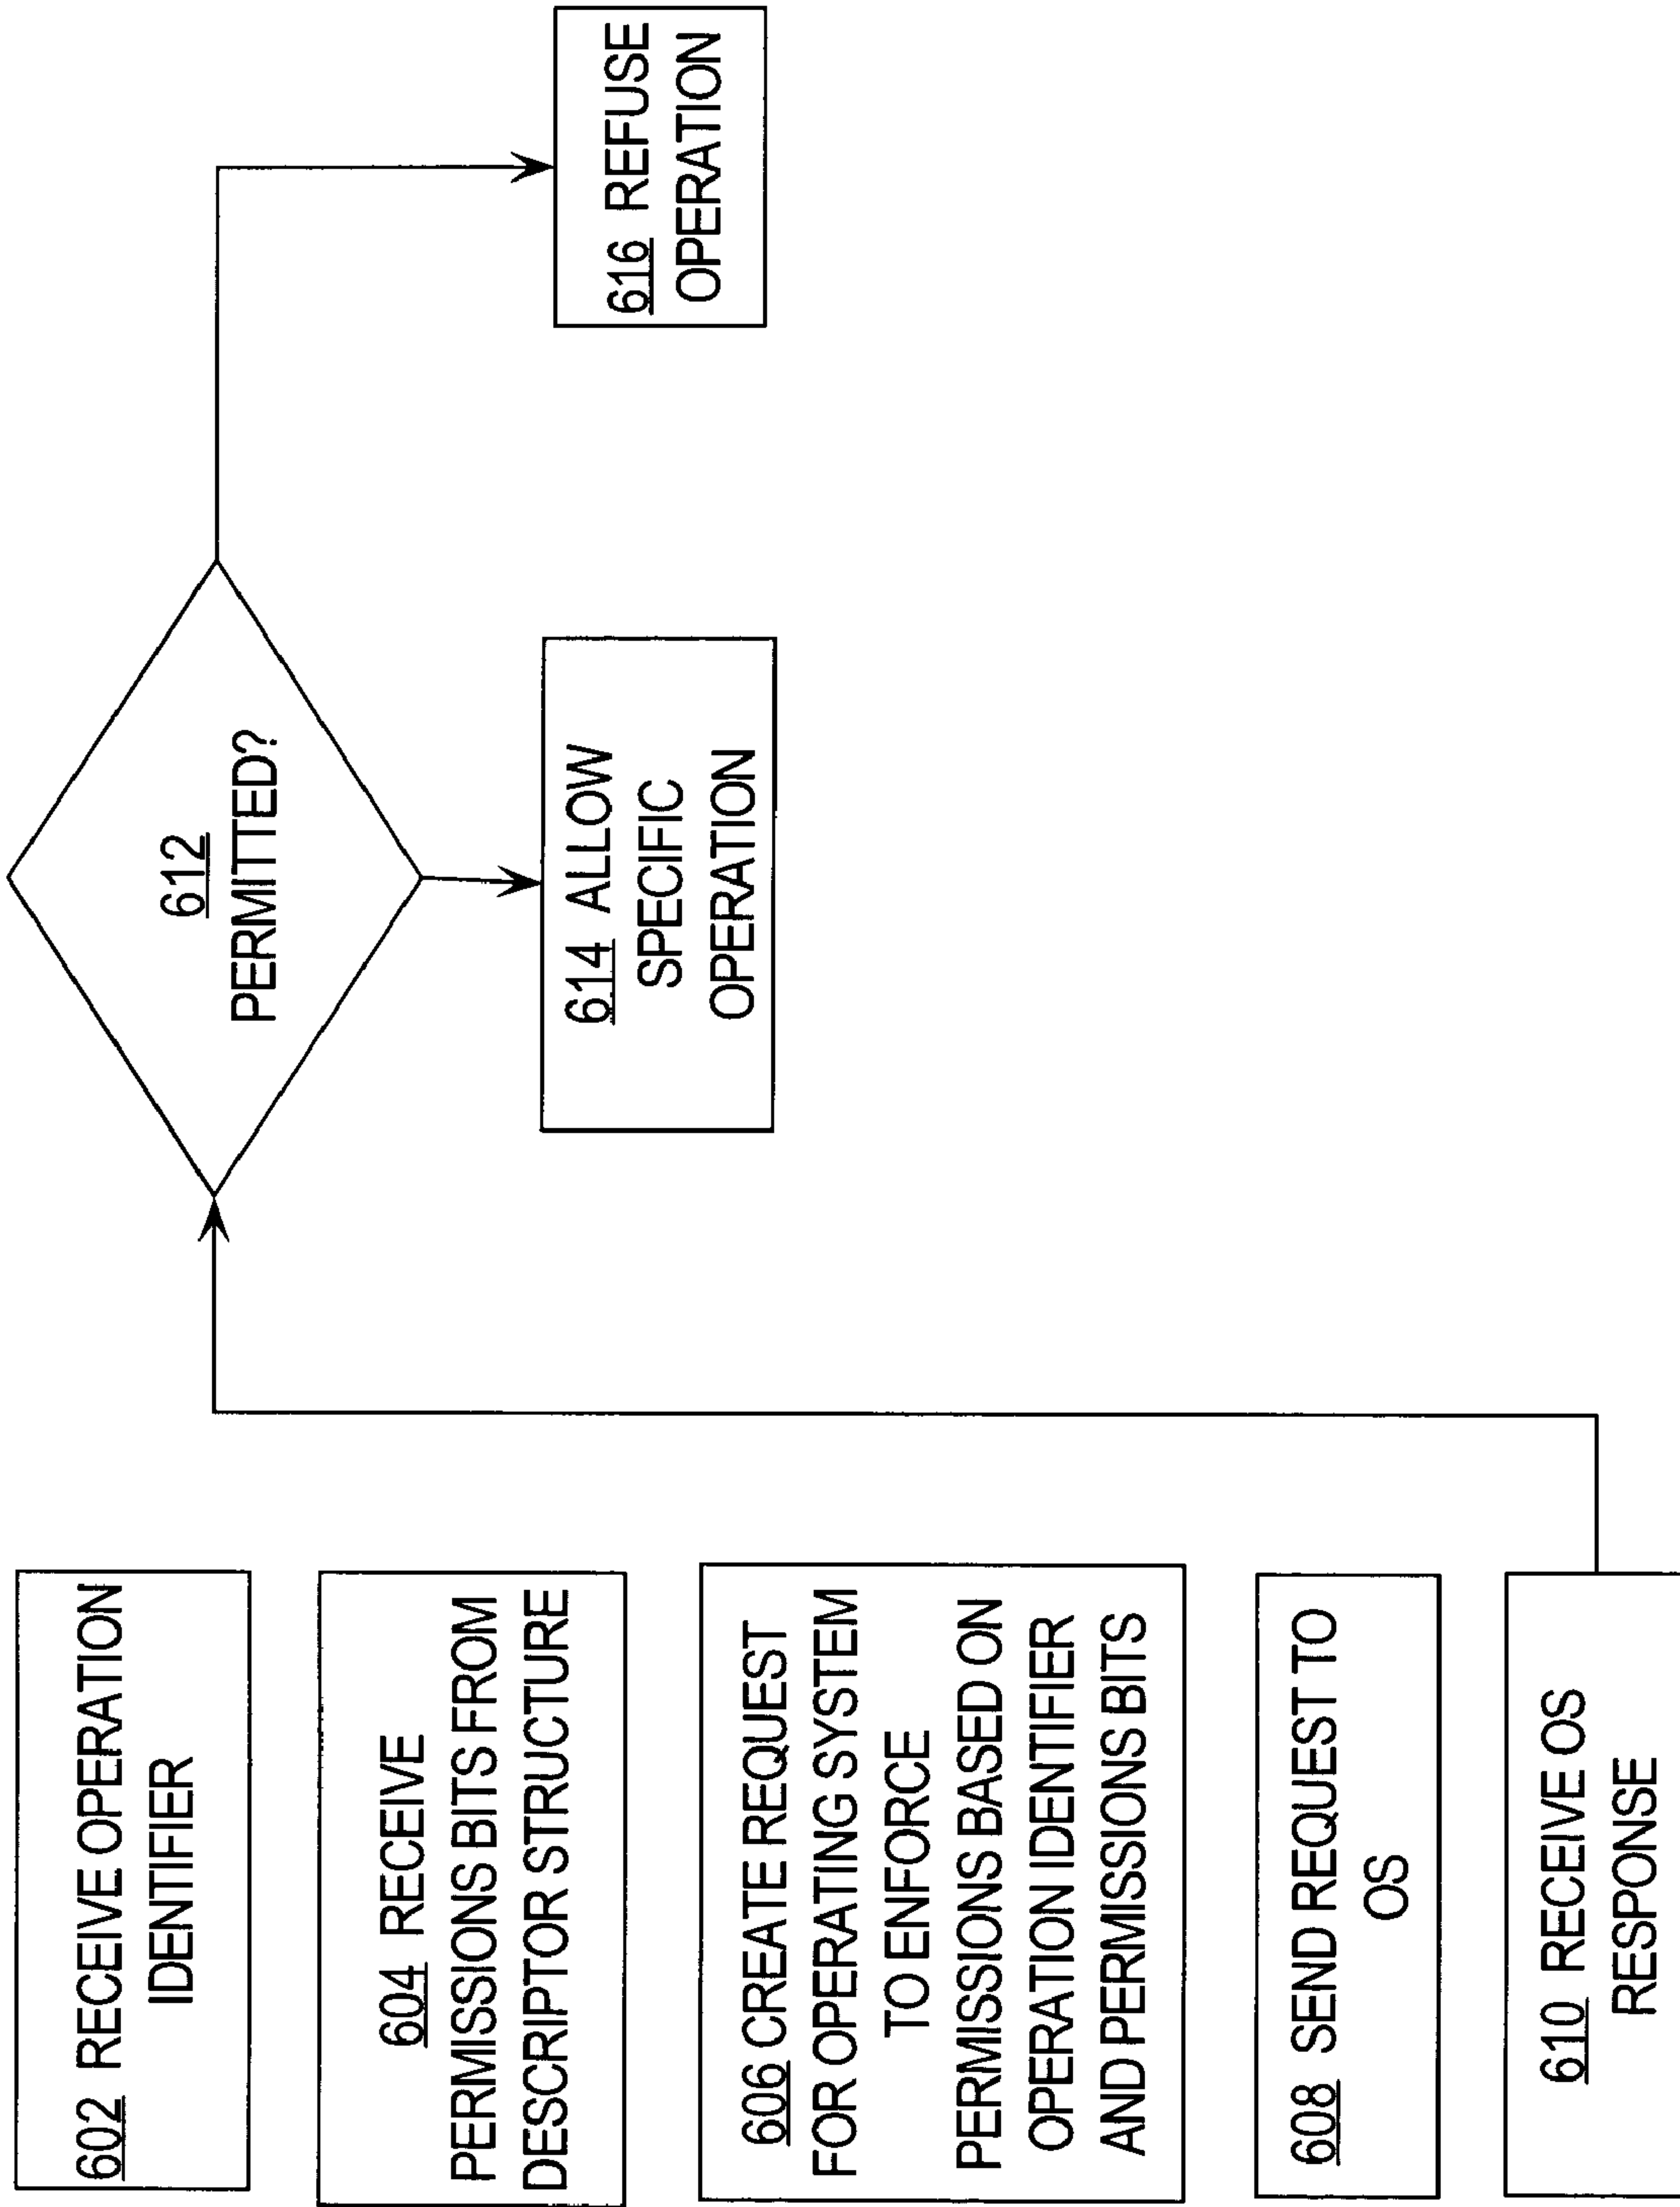 602 RECEIVE OPERATION
IDENTIFIER
604 RECEIVE
PERMISSIONS BITS FROM
DESCRIPTOR STRUCTURE
606 CREATE REQUEST
FOR OPERATING SYSTEM
TO ENFORCE
PERMISSIONS BASED ON
OPERATION IDENTIFIER
AND PERMISSIONS BITS
608 SEND REQUEST TO
OS
610 RECEIVE OS
RESPONSE
612
PERMITTED?
614 ALLOW
SPECIFIC
OPERATION
616 REFUSE
OPERATION